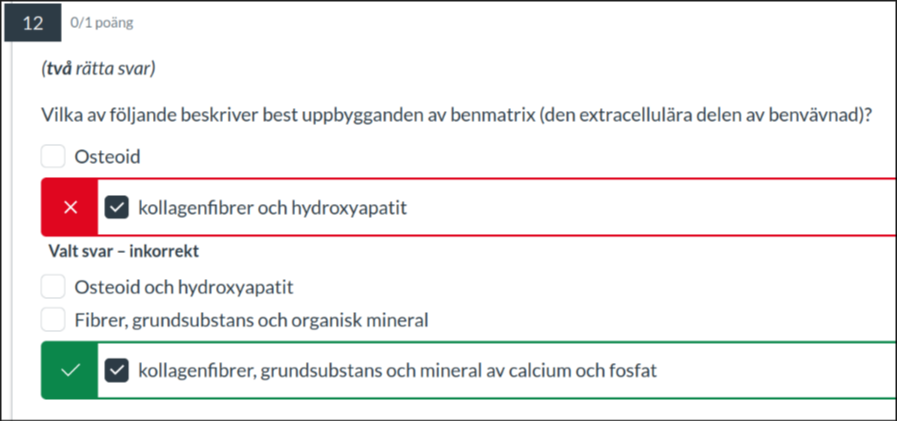 12 0/1 poäng
(två rätta svar)
Vilka av följande beskriver best uppbygganden av benmatrix (den extracellulära delen av benvävnad)?
Osteoid
kollagenfibrer och hydroxyapatit
Valt svar – inkorrekt
Osteoid och hydroxyapatit
Fibrer, grundsubstans och organisk mineral
kollagenfibrer, grundsubstans och mineral av calcium och fosfat